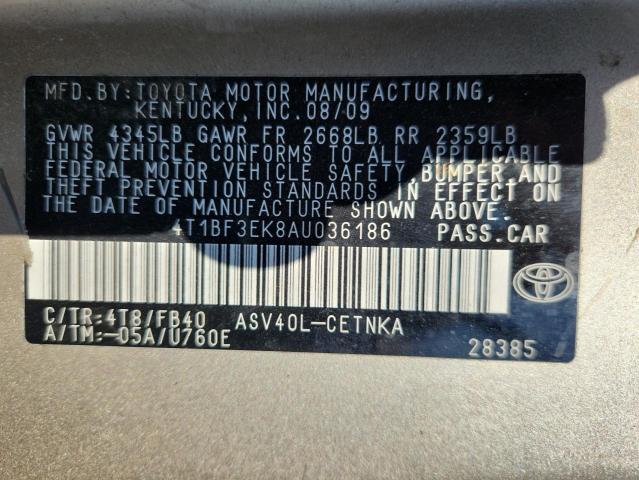 MFD.BY:TOYOTA MOTOR MANUFACTURING,
KENTUCKY,INC.08/09
GVWR 4345LB GAWR FR 2668LB RR 2359LB
THIS VEHICLE CONFORMS TO ALL APPLICABLE
FEDERAL MOTOR VEHICLE SAFETY, BUMPER,AND
THEFT PREVENTION STANDARDS IN EFFECT ON
THE DATE OF MANUFACTURE SHOWN ABOVE.
4T1BF3EK8AU036186 PASS.CAR
C/TR:4T8/FB40 ASV40L-CETNKA
A/TM:-05A/U760E 28385